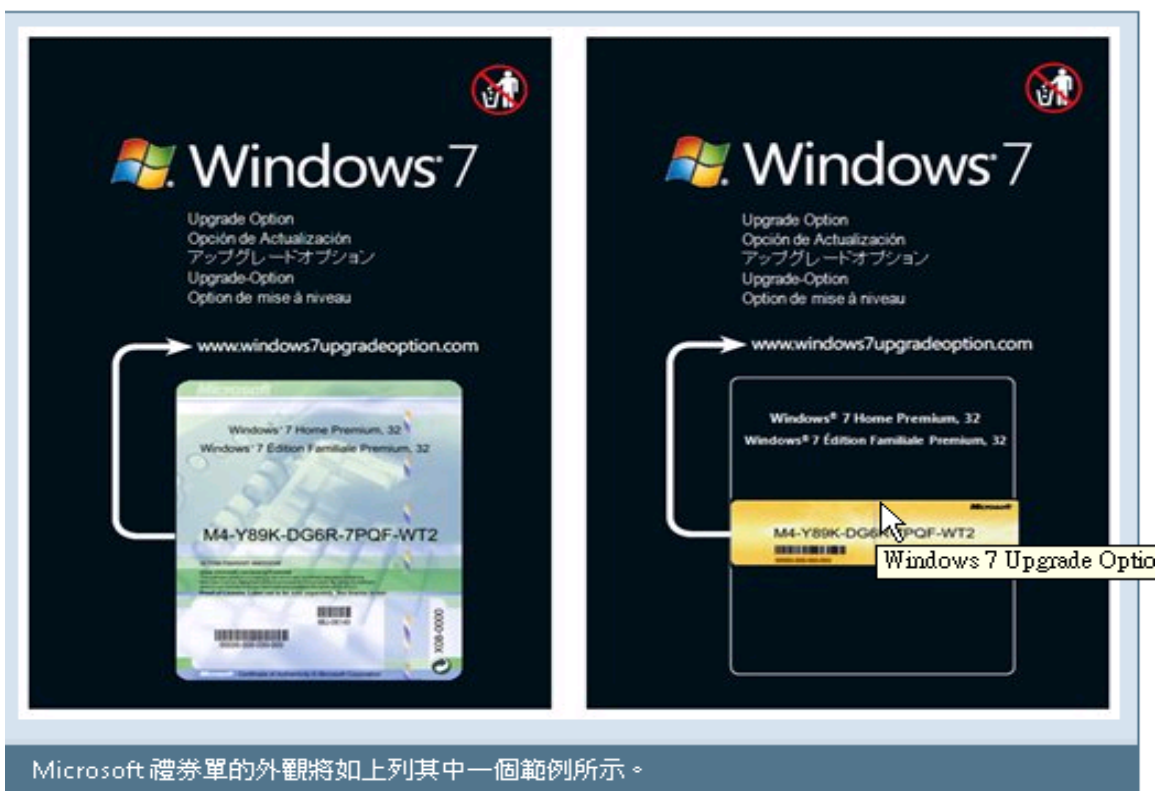 Windows® 7
Upgrade Option
Opción de Actualización
アップグレードオプション
Upgrade-Option
Option de mise à niveau
www.windows7upgradeoption.com
Microsoft
Windows® 7 Home Premium, 32
Windows® 7 Édition Familiale Premium, 32
M4-Y89K-DG6R-7PQF-WT2
X08-0000
Microsoft
Windows® 7
Upgrade Option
Opción de Actualización
アップグレードオプション
Upgrade-Option
Option de mise à niveau
www.windows7upgradeoption.com
Windows® 7 Home Premium, 32
Windows® 7 Édition Familiale Premium, 32
Microsoft
M4-Y89K-DG6 PQF-WT2
Windows 7 Upgrade Optio
Microsoft 禮券單的外觀將如上列其中一個範例所示。